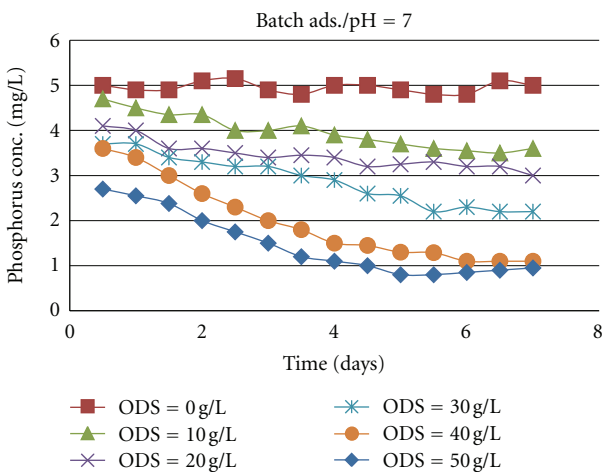 Batch ads./pH = 7
Phosphorus conc. (mg/L)
6
5
4
3
2
1
0
0 2 4 6 8
Time (days)
ODS = 0 g/L
ODS = 10 g/L
ODS = 20 g/L
ODS = 30 g/L
ODS = 40 g/L
ODS = 50 g/L